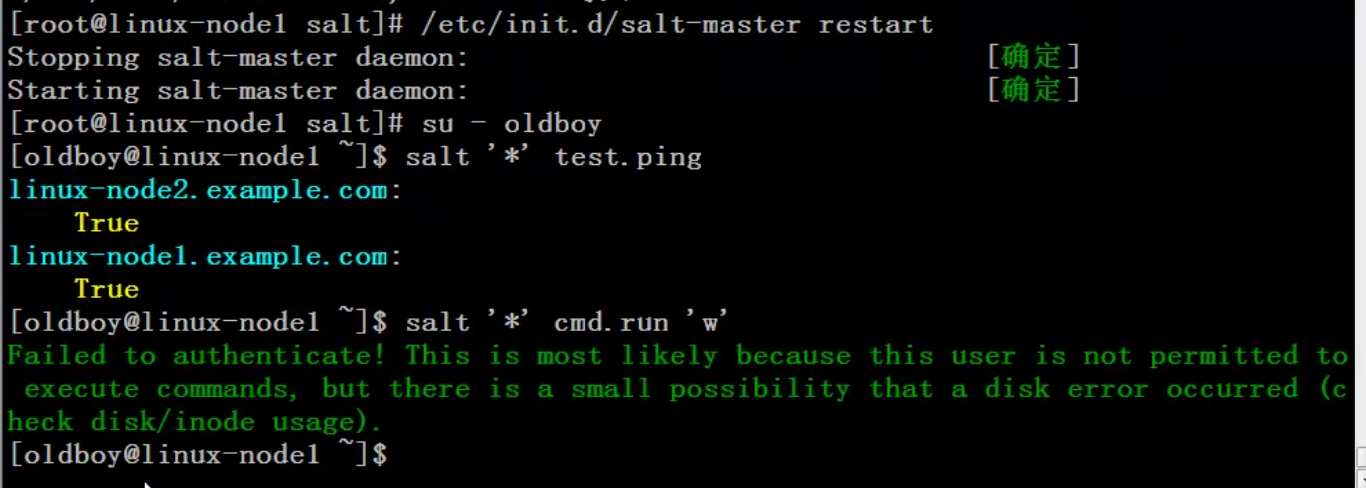 [root@linux-node1 salt]# /etc/init.d/salt-master restart
Stopping salt-master daemon: [确定]
Starting salt-master daemon: [确定]
[root@linux-node1 salt]# su - oldboy
[oldboy@linux-node1 ~]$ salt '*' test.ping
linux-node2.example.com:
    True
linux-node1.example.com:
    True
[oldboy@linux-node1 ~]$ salt '*' cmd.run 'w'
Failed to authenticate! This is most likely because this user is not permitted to
 execute commands, but there is a small possibility that a disk error occurred (c
heck disk/inode usage).
[oldboy@linux-node1 ~]$